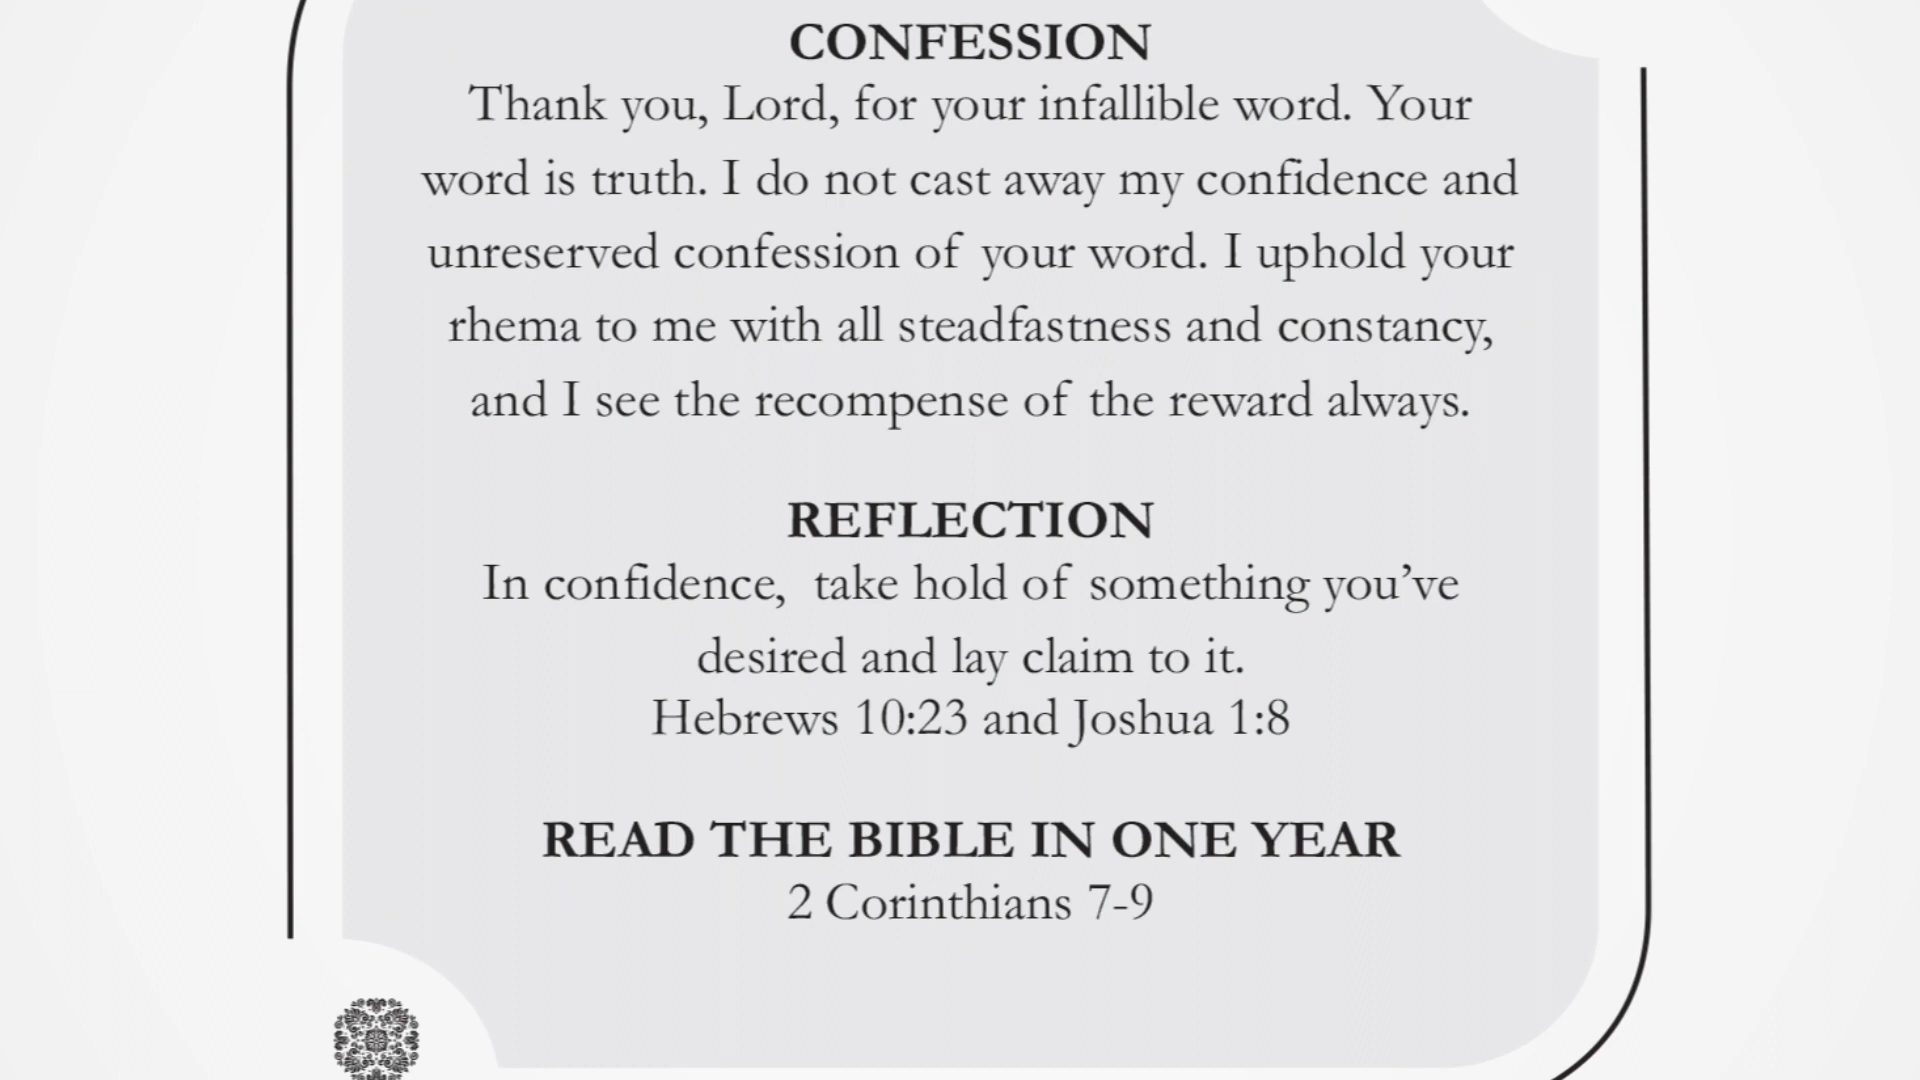 CONFESSION
Thank you, Lord, for your infallible word. Your
word is truth. I do not cast away my confidence and
unreserved confession of your word. I uphold your
rhema to me with all steadfastness and constancy,
and I see the recompense of the reward always.
REFLECTION
In confidence, take hold of something you’ve
desired and lay claim to it.
Hebrews 10:23 and Joshua 1:8
READ THE BIBLE IN ONE YEAR
2 Corinthians 7-9